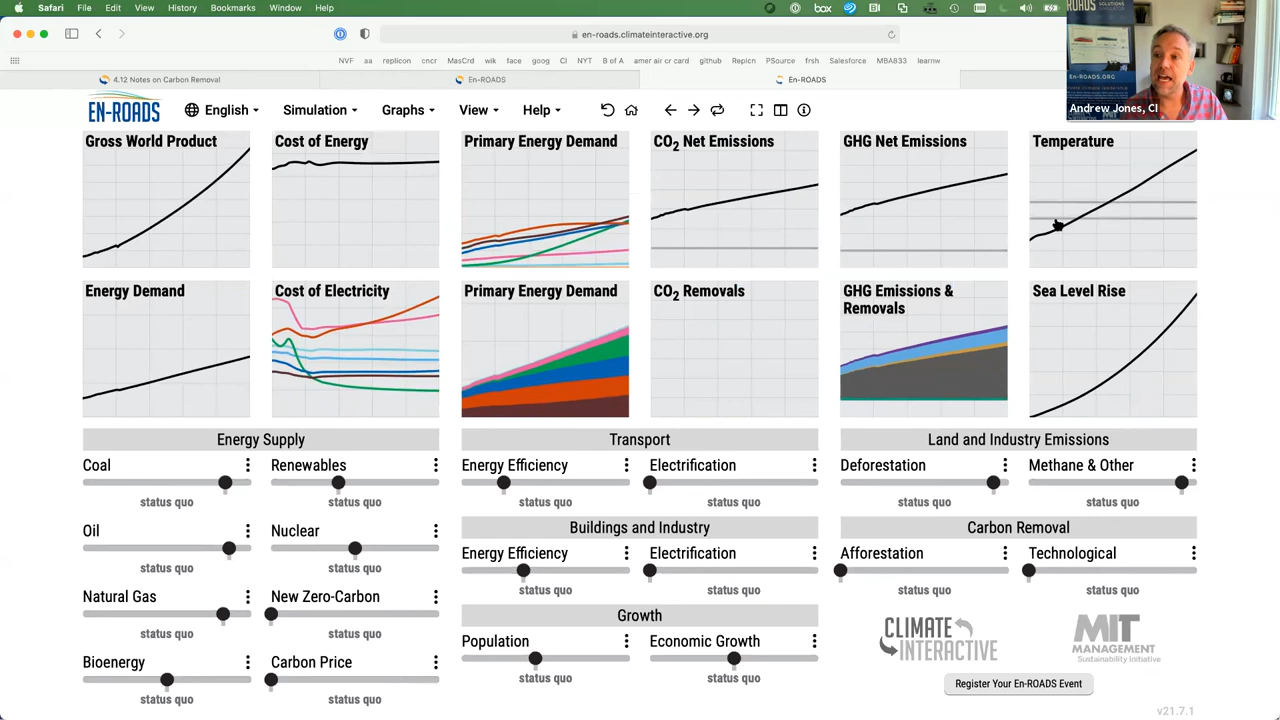 Safari File Edit View History Bookmarks Window Help
box
en-roads.climateinteractive.org
NVF aa replicon cncr MasCrd wik face goog CI NYT B of A amer air or card github Replcn PSource frsh Salesforce MBA833 learnw
4.12 Notes on Carbon Removal
En-ROADS
En-ROADS
SOLUTIONS
SIMULATOR
EN-ROADS.ORG
Andrew Jones, CI
EN-ROADS
English
Simulation
View
Help
Gross World Product
Cost of Energy
Primary Energy Demand
CO2 Net Emissions
GHG Net Emissions
Temperature
Energy Demand
Cost of Electricity
Primary Energy Demand
CO2 Removals
GHG Emissions &
Removals
Sea Level Rise
Energy Supply
Coal
status quo
Renewables
status quo
Oil
status quo
Nuclear
status quo
Natural Gas
status quo
New Zero-Carbon
status quo
Bioenergy
status quo
Carbon Price
status quo
Transport
Energy Efficiency
status quo
Electrification
status quo
Buildings and Industry
Energy Efficiency
status quo
Electrification
status quo
Growth
Population
status quo
Economic Growth
status quo
Land and Industry Emissions
Deforestation
status quo
Methane & Other
status quo
Carbon Removal
Afforestation
status quo
Technological
status quo
CLIMATE
INTERACTIVE
MIT
MANAGEMENT
Sustainability Initiative
Register Your En-ROADS Event
v21.7.1